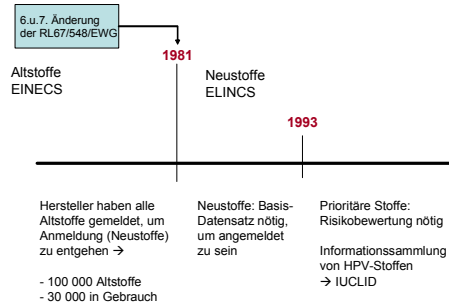 6.u.7. Änderung
der RL67/548/EWG
1981
Altstoffe
EINECS
Neustoffe
ELINCS
1993
Hersteller haben alle
Altstoffe gemeldet, um
Anmeldung (Neustoffe)
zu entgehen →
- 100 000 Altstoffe
- 30 000 in Gebrauch
Neustoffe: Basis-
Datensatz nötig,
um angemeldet
zu sein
Prioritäre Stoffe:
Risikobewertung nötig
Informationssammlung
von HPV-Stoffen
→ IUCLID